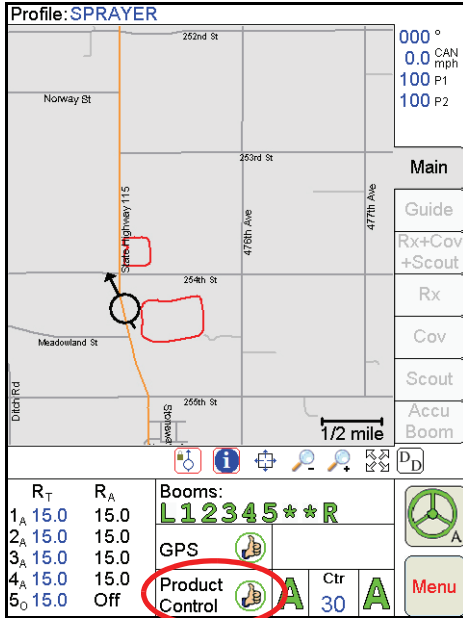 Profile:SPRAYER
000 °
0.0 CAN mph
100 P1
100 P2
252nd St
Norway St
253rd St
State Highway 115
476th Ave
477th Ave
254th St
Meadowland St
Ditch Rd
255th St
1/2 mile
Main
Guide
Rx+Cov
+Scout
Rx
Cov
Scout
Accu
Boom
i
DD
RT RA
1A 15.0 15.0
2A 15.0 15.0
3A 15.0 15.0
4A 15.0 15.0
5O 15.0 Off
Booms:
L12345**R
GPS
Product
Control
A
Ctr
30
A
A
Menu